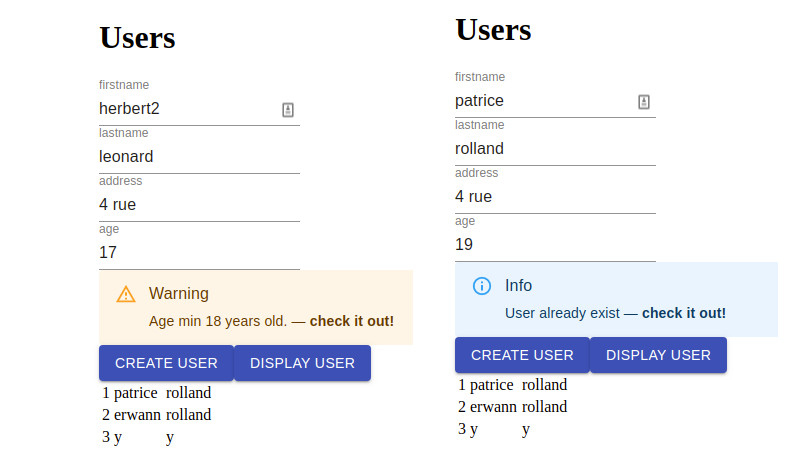 Users
firstname
herbert2
lastname
leonard
address
4 rue
age
17
Warning
Age min 18 years old. — check it out!
CREATE USER DISPLAY USER
1 patrice rolland
2 erwann rolland
3 y y
Users
firstname
patrice
lastname
rolland
address
4 rue
age
19
Info
User already exist — check it out!
CREATE USER DISPLAY USER
1 patrice rolland
2 erwann rolland
3 y y